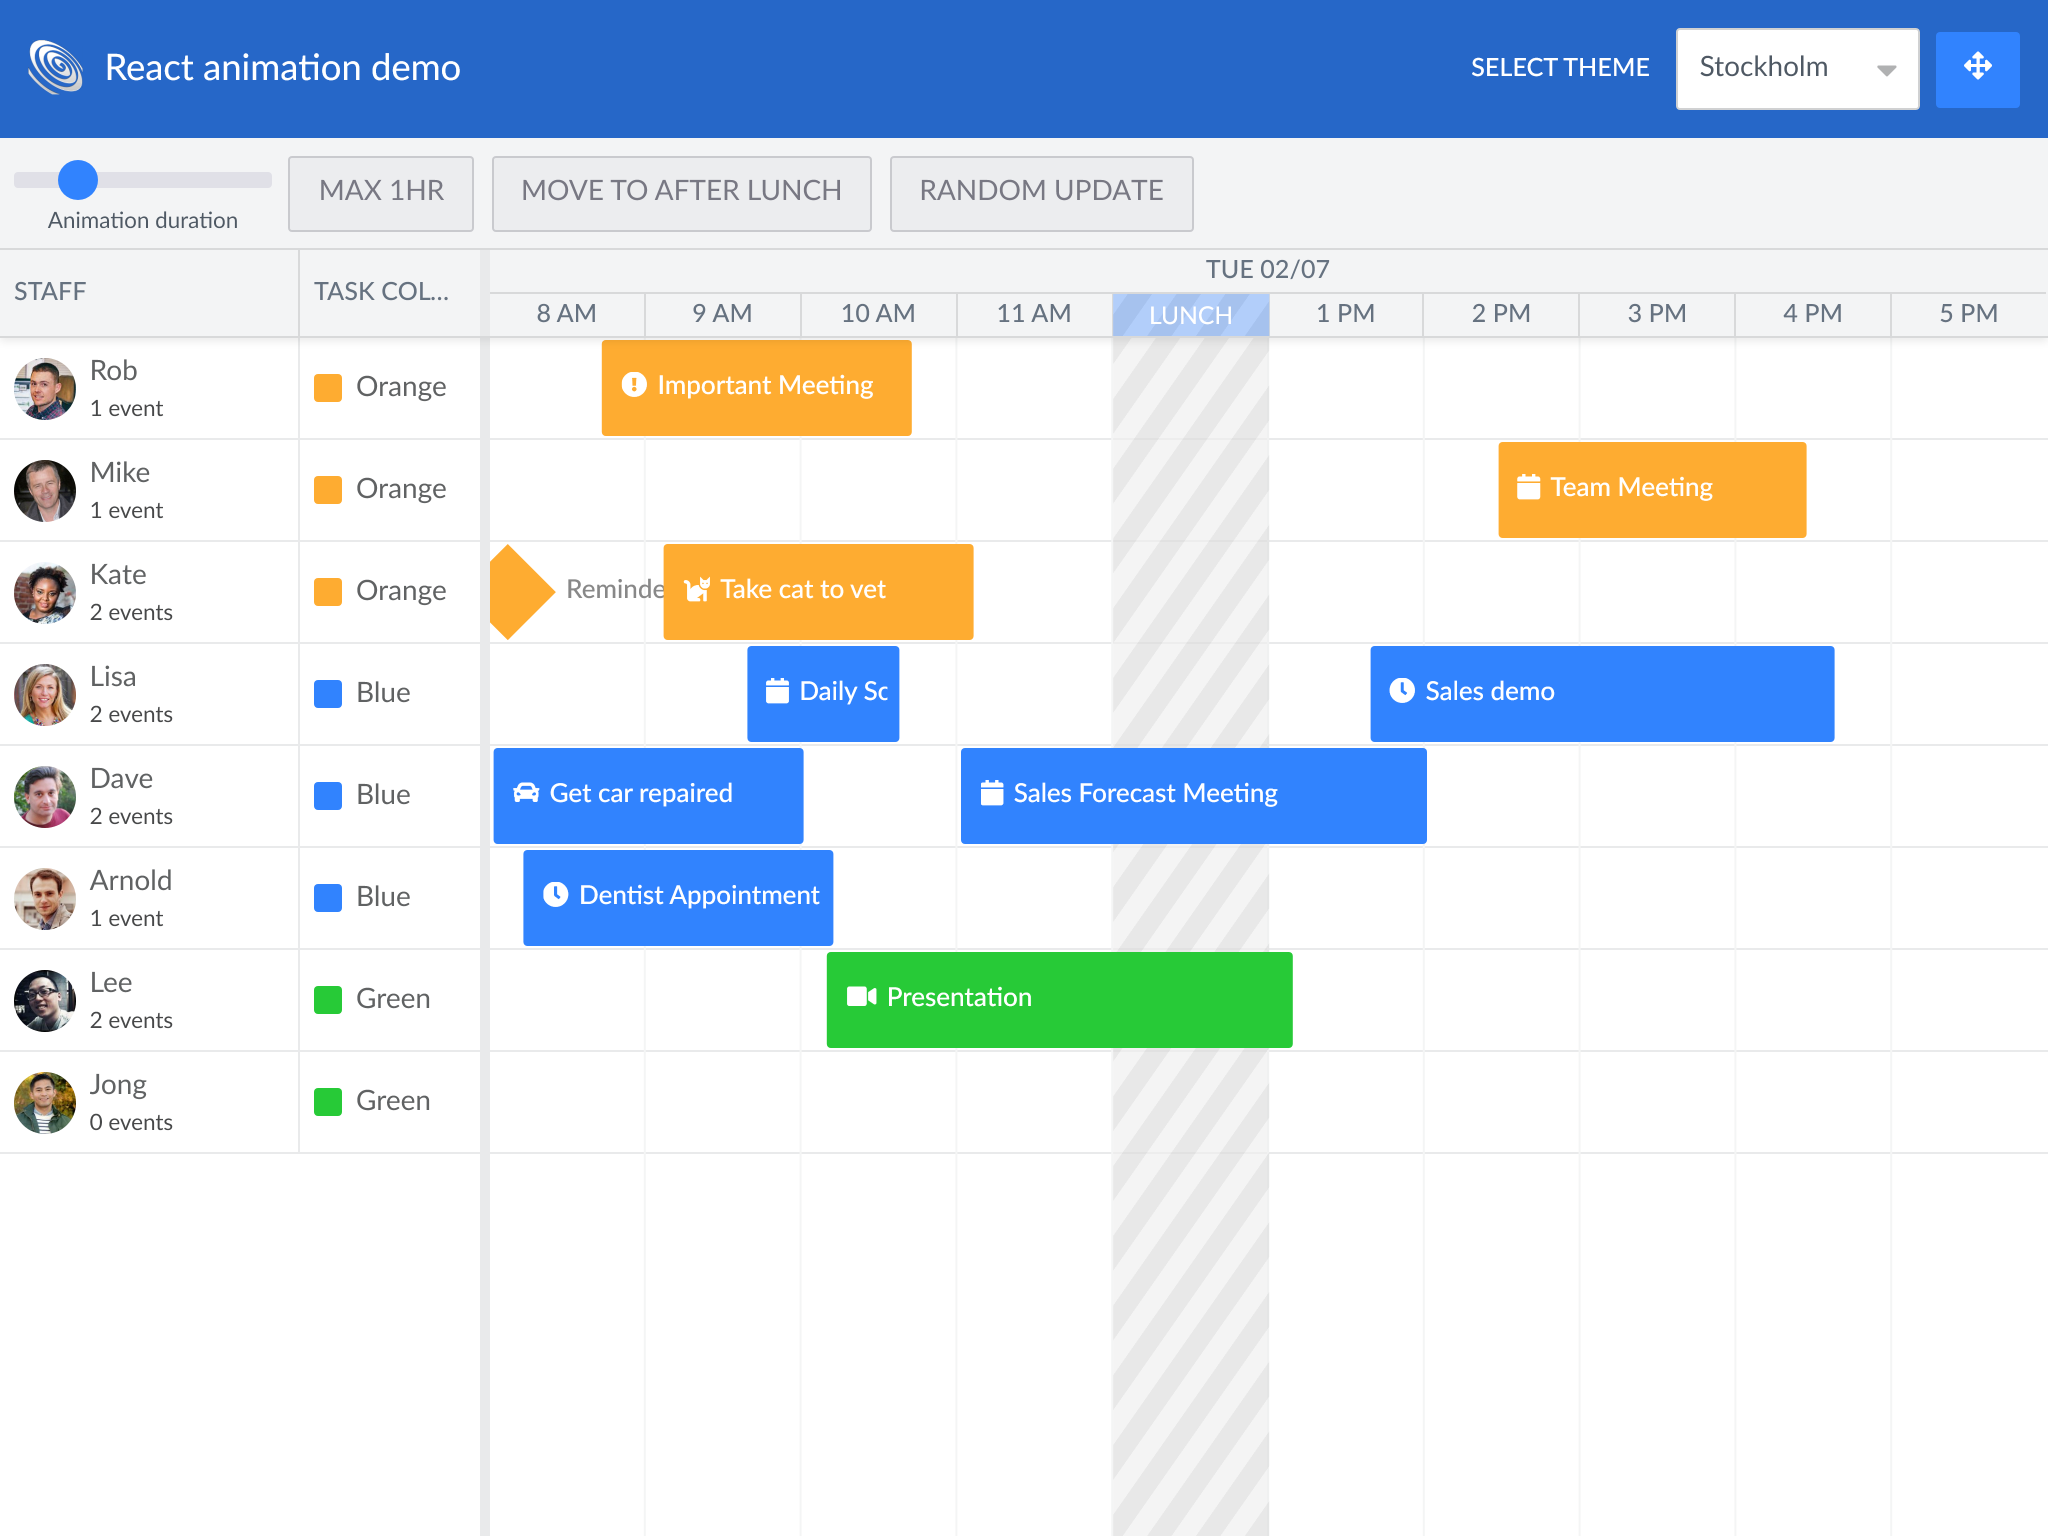 React animation demo
SELECT THEME
Stockholm
Animation duration
MAX 1HR
MOVE TO AFTER LUNCH
RANDOM UPDATE
STAFF
TASK COL...
TUE 02/07
8 AM
9 AM
10 AM
11 AM
LUNCH
1 PM
2 PM
3 PM
4 PM
5 PM
Rob
1 event
Orange
Important Meeting
Mike
1 event
Orange
Team Meeting
Kate
2 events
Orange
Reminde
Take cat to vet
Lisa
2 events
Blue
Daily Sc
Sales demo
Dave
2 events
Blue
Get car repaired
Sales Forecast Meeting
Arnold
1 event
Blue
Dentist Appointment
Lee
2 events
Green
Presentation
Jong
0 events
Green